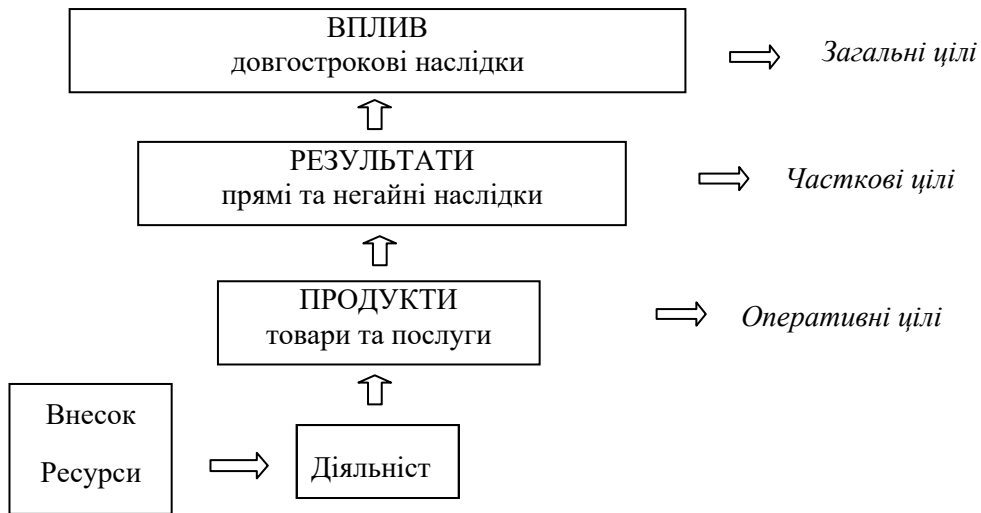 ВПЛИВ
довгострокові наслідки
Загальні цілі
РЕЗУЛЬТАТИ
прямі та негайні наслідки
Часткові цілі
ПРОДУКТИ
товари та послуги
Оперативні цілі
Внесок
Ресурси
Діяльніст